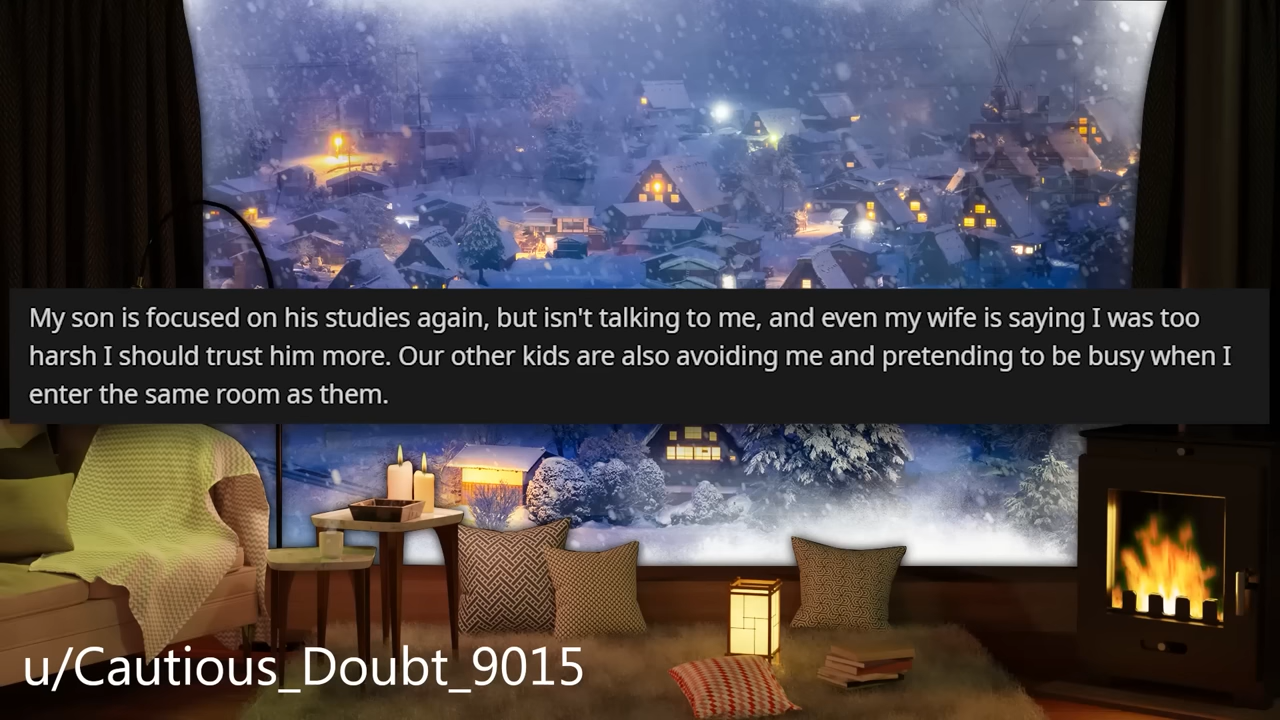 My son is focused on his studies again, but isn't talking to me, and even my wife is saying I was too
harsh I should trust him more. Our other kids are also avoiding me and pretending to be busy when I
enter the same room as them.
u/Cautious_Doubt_9015